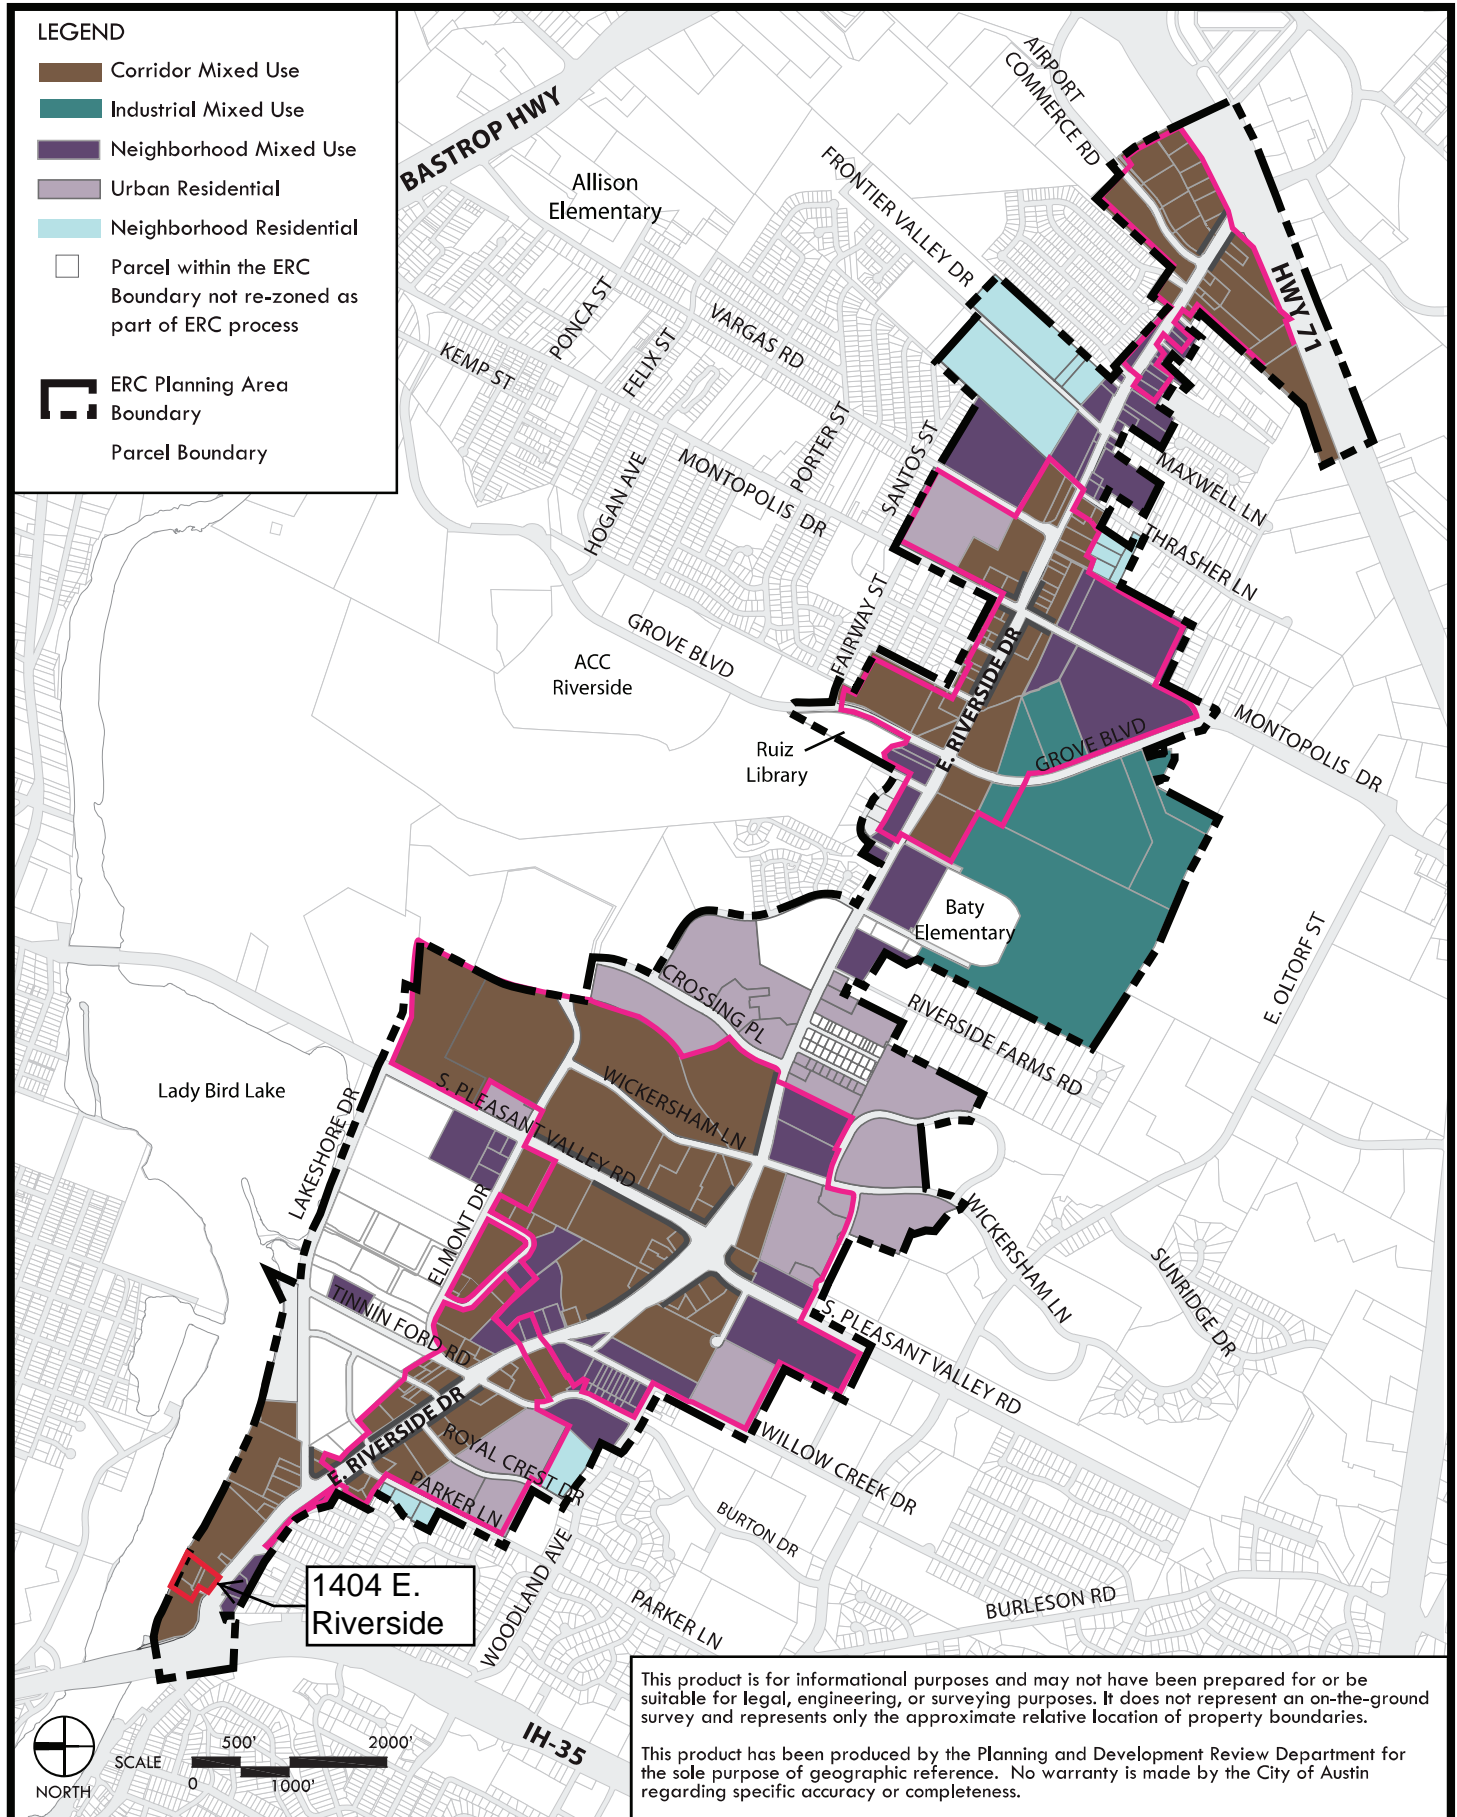 LEGEND
Corridor Mixed Use
Industrial Mixed Use
Neighborhood Mixed Use
Urban Residential
Neighborhood Residential
Parcel within the ERC
Boundary not re-zoned as
part of ERC process
ERC Planning Area
Boundary
Parcel Boundary
BASTROP HWY
Allison
Elementary
AIRPORT
COMMERCE RD
FRONTIER VALLEY DR
HWY 71
PONCA ST
VARGAS RD
KEMP ST
FELIX ST
PORTER ST
SANTOS ST
MONTOPOLIS DR
HOGAN AVE
MAXWELL LN
THRASHER LN
FAIRWAY ST
GROVE BLVD
ACC
Riverside
E. RIVERSIDE DR
Ruiz
Library
GROVE BLVD
MONTOPOLIS DR
Baty
Elementary
E. OLTORF ST
CROSSING PL
RIVERSIDE FARMS RD
Lady Bird Lake
LAKESHORE DR
S. PLEASANT VALLEY RD
WICKERSHAM LN
ELMONT DR
WICKERSHAM LN
SUNRIDGE DR
TINNIN FORD RD
S. PLEASANT VALLEY RD
E. RIVERSIDE DR
ROYAL CREST DR
PARKER LN
WILLOW CREEK DR
BURTON DR
WOODLAND AVE
PARKER LN
BURLESON RD
1404 E.
Riverside
IH-35
NORTH
SCALE
500'
2000'
0
1000'
This product is for informational purposes and may not have been prepared for or be
suitable for legal, engineering, or surveying purposes. It does not represent an on-the-ground
survey and represents only the approximate relative location of property boundaries.
This product has been produced by the Planning and Development Review Department for
the sole purpose of geographic reference. No warranty is made by the City of Austin
regarding specific accuracy or completeness.